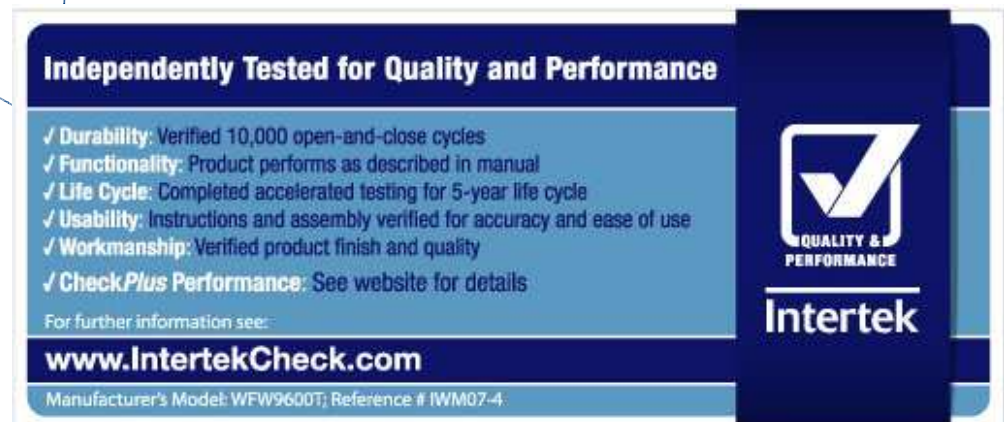 Independently Tested for Quality and Performance
✓ Durability: Verified 10,000 open-and-close cycles
✓ Functionality: Product performs as described in manual
✓ Life Cycle: Completed accelerated testing for 5-year life cycle
✓ Usability: Instructions and assembly verified for accuracy and ease of use
✓ Workmanship: Verified product finish and quality
✓ CheckPlus Performance: See website for details
For further information see:
www.IntertekCheck.com
Manufacturer's Model: WFW9600T; Reference # IWM07-4
QUALITY &
PERFORMANCE
Intertek